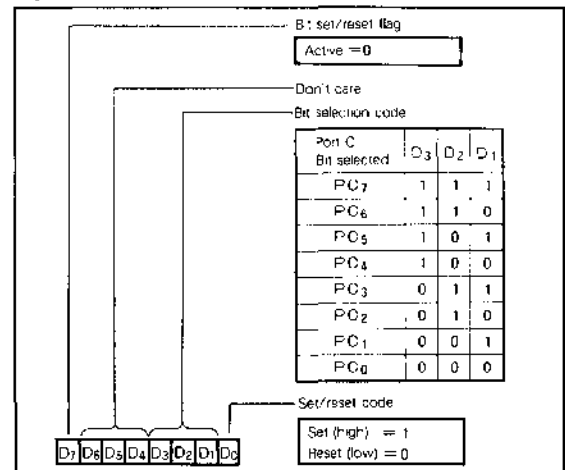 Bit set/reset flag
Active = 0
Don't care
Bit selection code
Port C Bit selected D3 D2 D1
PC7 1 1 1
PC6 1 1 0
PC5 1 0 1
PC4 1 0 0
PC3 0 1 1
PC2 0 1 0
PC1 0 0 1
PC0 0 0 0
Set/reset code
Set (high) = 1
Reset (low) = 0
D7 D6 D5 D4 D3 D2 D1 D0